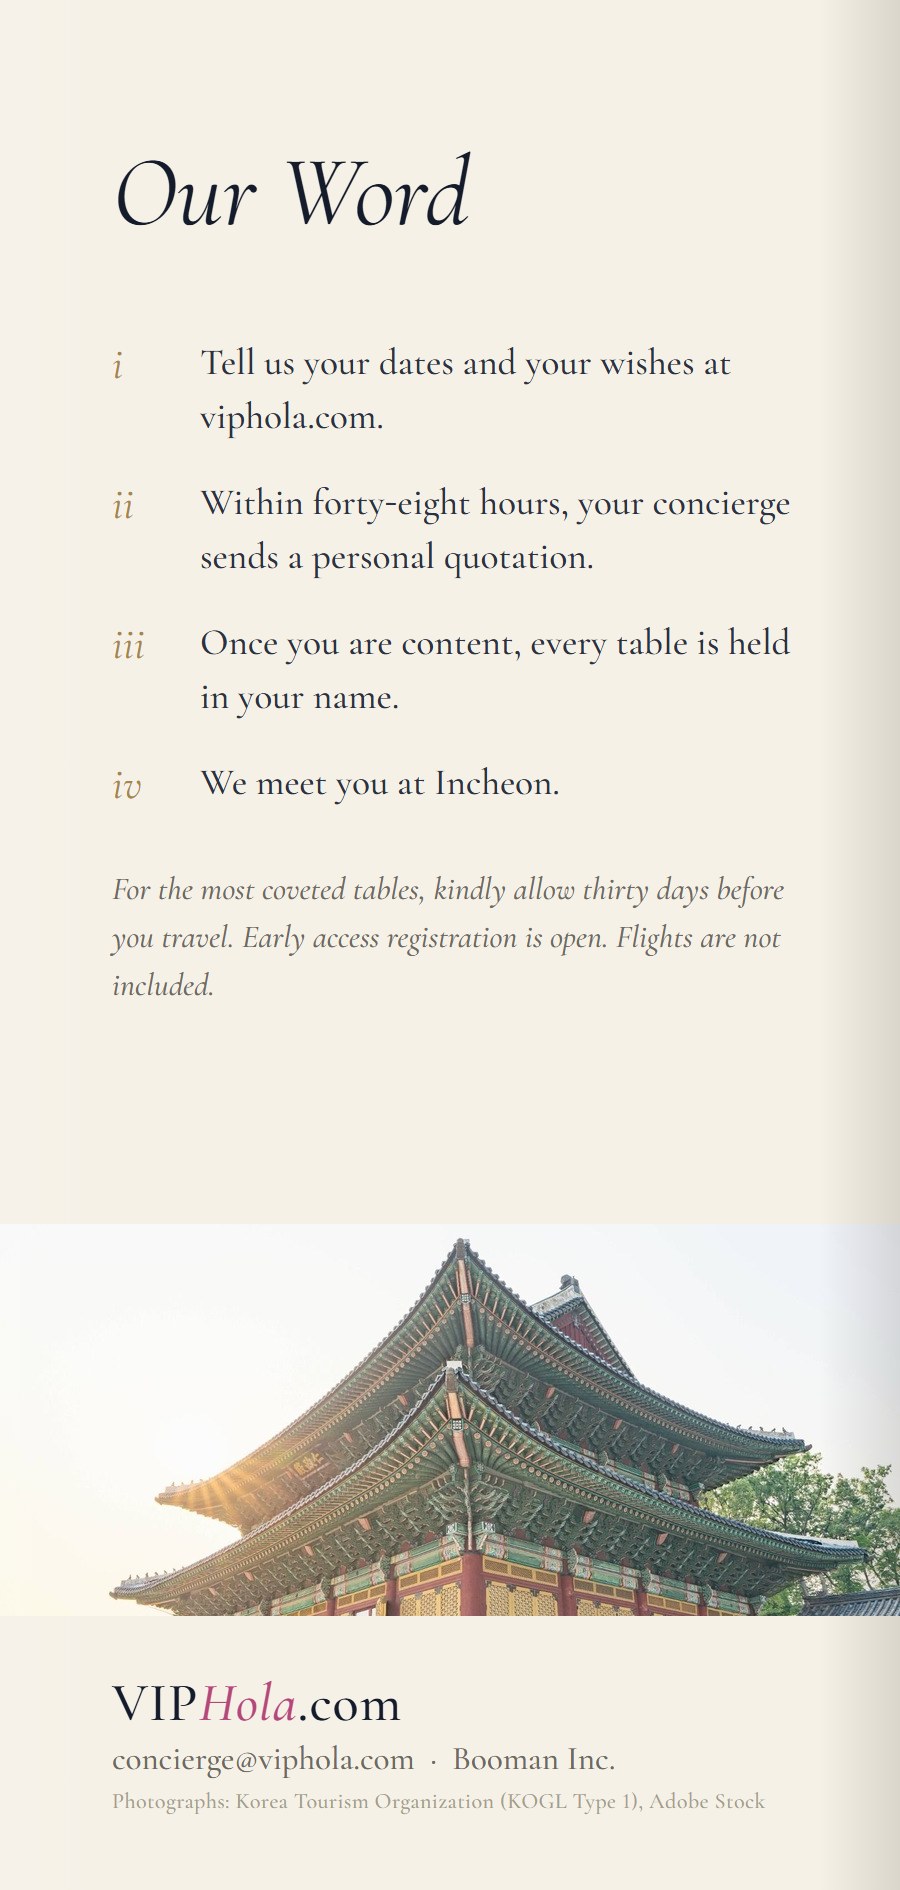 Our Word
i
Tell us your dates and your wishes at
viphola.com.
ii
Within forty-eight hours, your concierge
sends a personal quotation.
iii
Once you are content, every table is held
in your name.
iv
We meet you at Incheon.
For the most coveted tables, kindly allow thirty days before
you travel. Early access registration is open. Flights are not
included.
VIPHola.com
concierge@viphola.com · Booman Inc.
Photographs: Korea Tourism Organization (KOGL Type 1), Adobe Stock